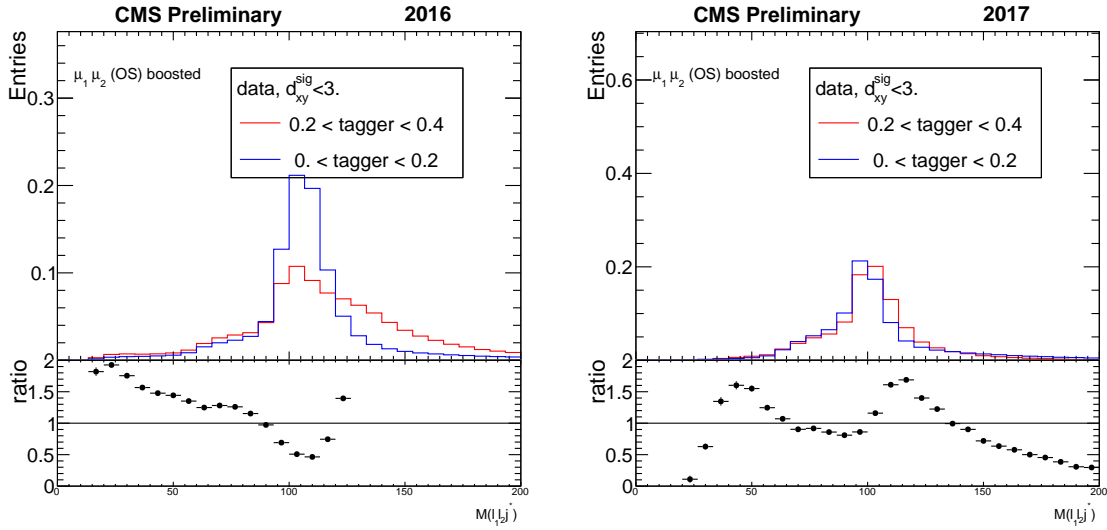 CMS Preliminary 2016
Entries
μ1 μ2 (OS) boosted
data, dxy^sig<3.
0.2 < tagger < 0.4
0. < tagger < 0.2
0.3
0.2
0.1
2
ratio
1.5
1
0.5
0
0 50 100 150 200
M(l1l2j*)
CMS Preliminary 2017
Entries
μ1 μ2 (OS) boosted
data, dxy^sig<3.
0.2 < tagger < 0.4
0. < tagger < 0.2
0.6
0.4
0.2
2
ratio
1.5
1
0.5
0
0 50 100 150 200
M(l1l2j*)